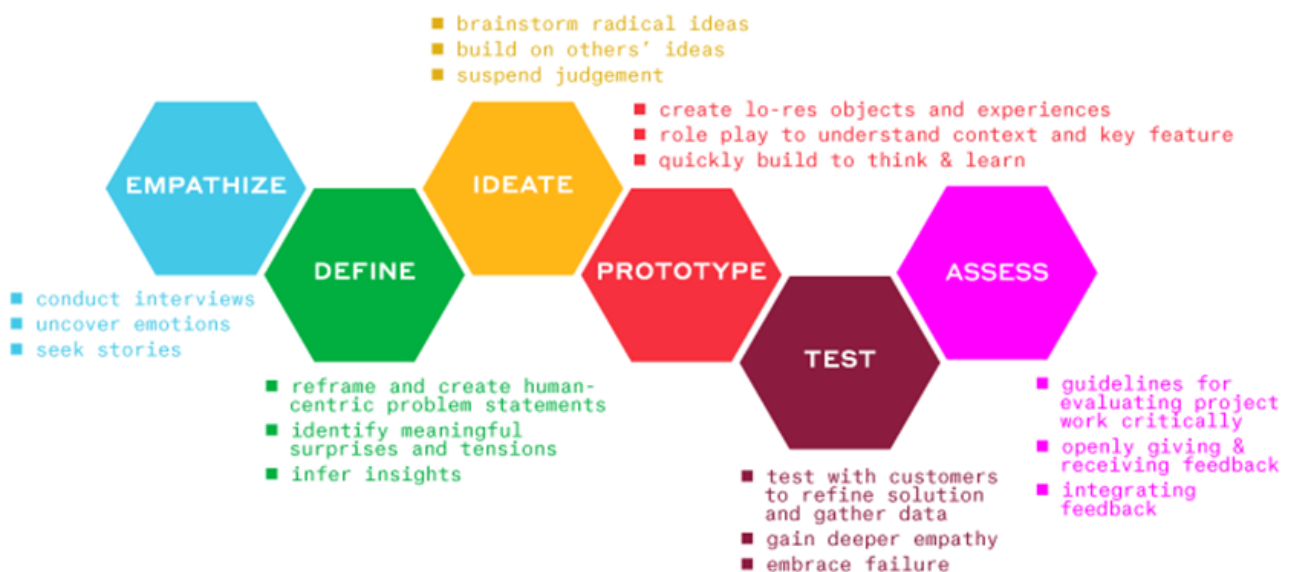 EMPATHIZE
■ conduct interviews
■ uncover emotions
■ seek stories
DEFINE
■ reframe and create human-
centric problem statements
■ identify meaningful
surprises and tensions
■ infer insights
■ brainstorm radical ideas
■ build on others' ideas
■ suspend judgement
IDEATE
■ create lo-res objects and experiences
■ role play to understand context and key feature
■ quickly build to think & learn
PROTOTYPE
TEST
■ test with customers
to refine solution
and gather data
■ gain deeper empathy
■ embrace failure
ASSESS
■ guidelines for
evaluating project
work critically
■ openly giving &
receiving feedback
■ integrating
feedback